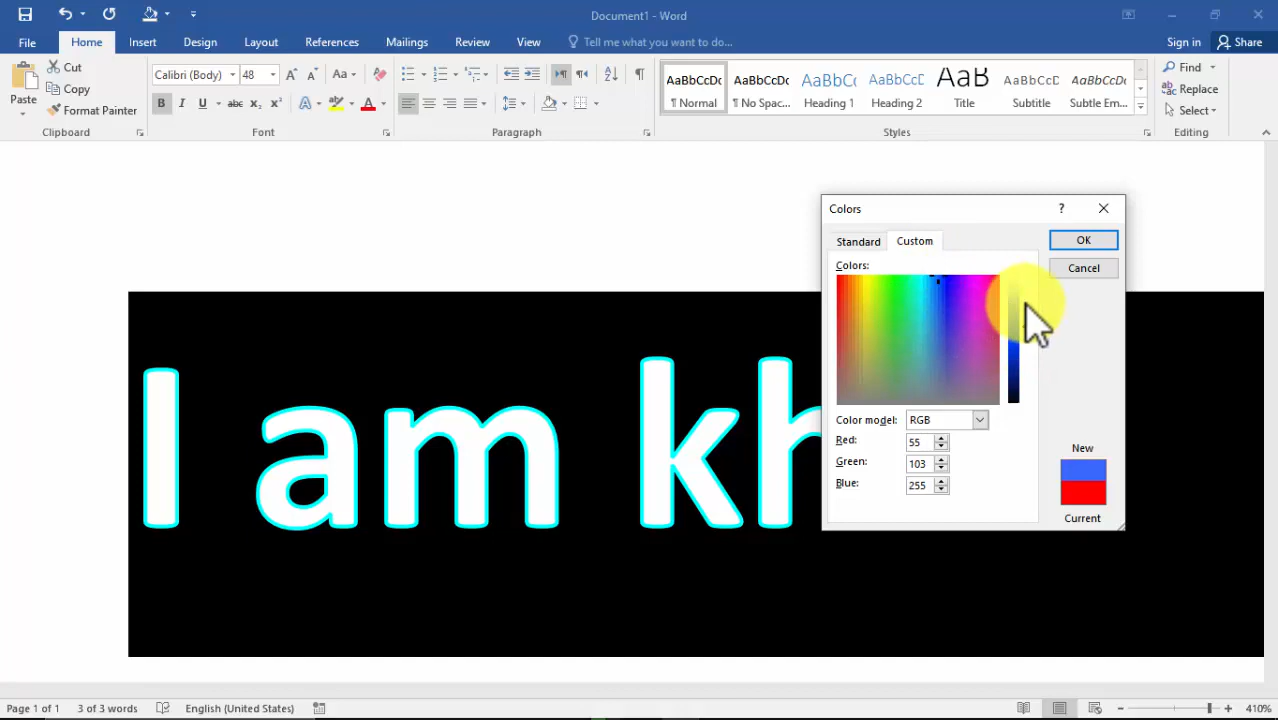 Document1 - Word
File Home Insert Design Layout References Mailings Review View Tell me what you want to do... Sign in Share
Paste
Cut
Copy
Format Painter
Clipboard
Calibri (Body) 48
Font
Paragraph
AaBbCcDc AaBbCcDc AaBbCc AaBbCcD AaB AaBbCcD AaBbCcDc
¶ Normal ¶ No Spac... Heading 1 Heading 2 Title Subtitle Subtle Em...
Styles
Find
Replace
Select
Editing
I am kh
Colors
Standard Custom
OK
Cancel
Colors:
Color model: RGB
Red: 55
Green: 103
Blue: 255
New
Current
Page 1 of 1 3 of 3 words English (United States) 410%